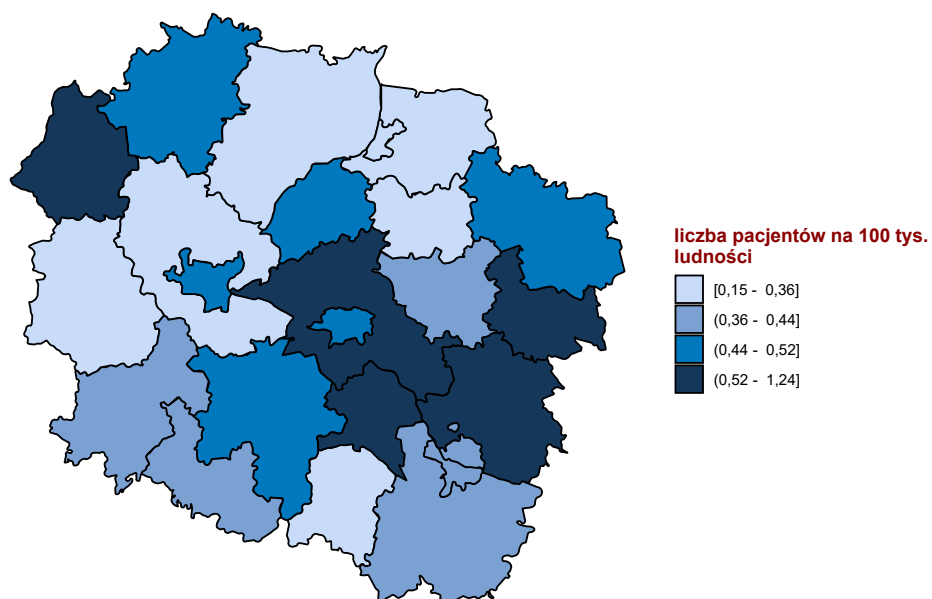 liczba pacjentów na 100 tys.
ludności
[0,15 - 0,36]
(0,36 - 0,44]
(0,44 - 0,52]
(0,52 - 1,24]